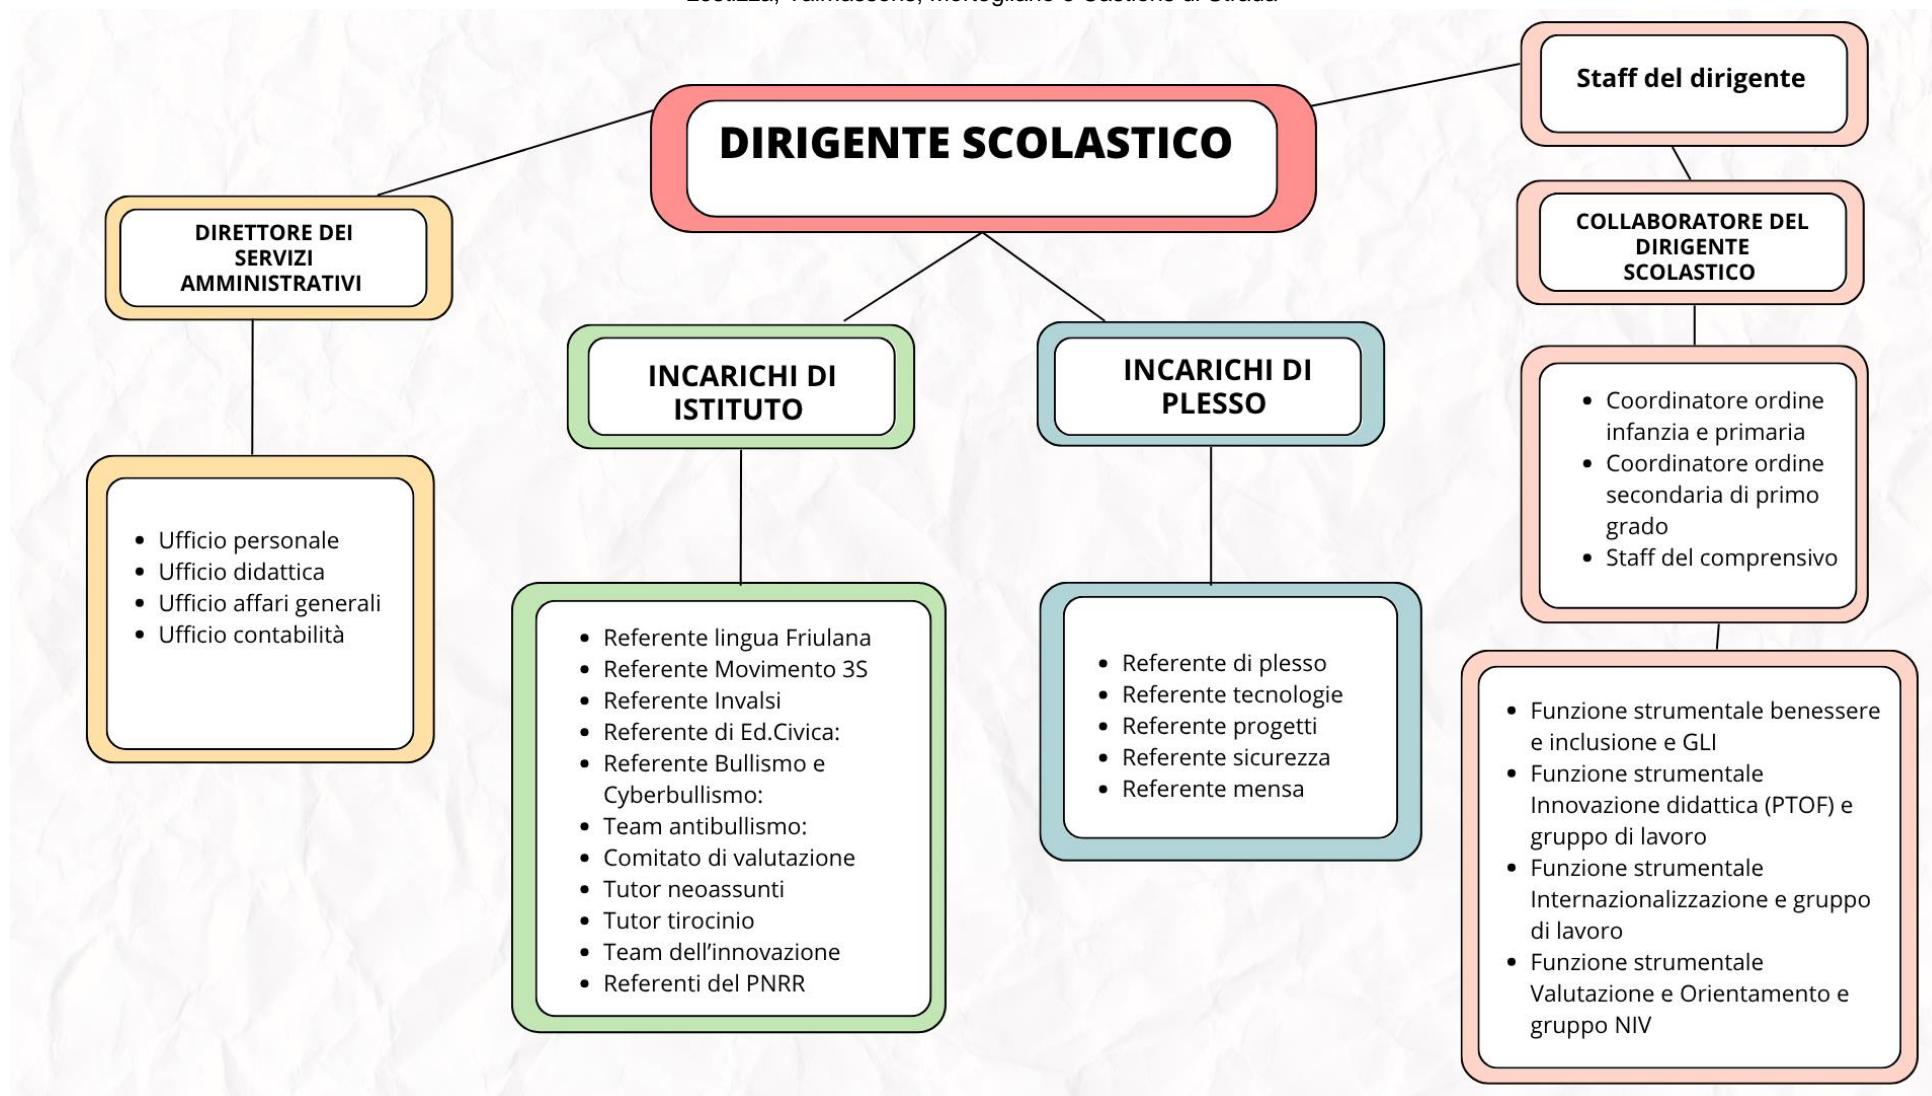 DIRIGENTE SCOLASTICO
Staff del dirigente
DIRETTORE DEI
SERVIZI
AMMINISTRATIVI
COLLABORATORE DEL
DIRIGENTE
SCOLASTICO
INCARICHI DI
ISTITUTO
INCARICHI DI
PLESSO
• Ufficio personale
• Ufficio didattica
• Ufficio affari generali
• Ufficio contabilità
• Referente lingua Friulana
• Referente Movimento 3S
• Referente Invalsi
• Referente di Ed.Civica:
• Referente Bullismo e
Cyberbullismo:
• Team antibullismo:
• Comitato di valutazione
• Tutor neoassunti
• Tutor tirocinio
• Team dell’innovazione
• Referenti del PNRR
• Referente di plesso
• Referente tecnologie
• Referente progetti
• Referente sicurezza
• Referente mensa
• Coordinatore ordine
infanzia e primaria
• Coordinatore ordine
secondaria di primo
grado
• Staff del comprensivo
• Funzione strumentale benessere
e inclusione e GLI
• Funzione strumentale
Innovazione didattica (PTOF) e
gruppo di lavoro
• Funzione strumentale
Internazionalizzazione e gruppo
di lavoro
• Funzione strumentale
Valutazione e Orientamento e
gruppo NIV